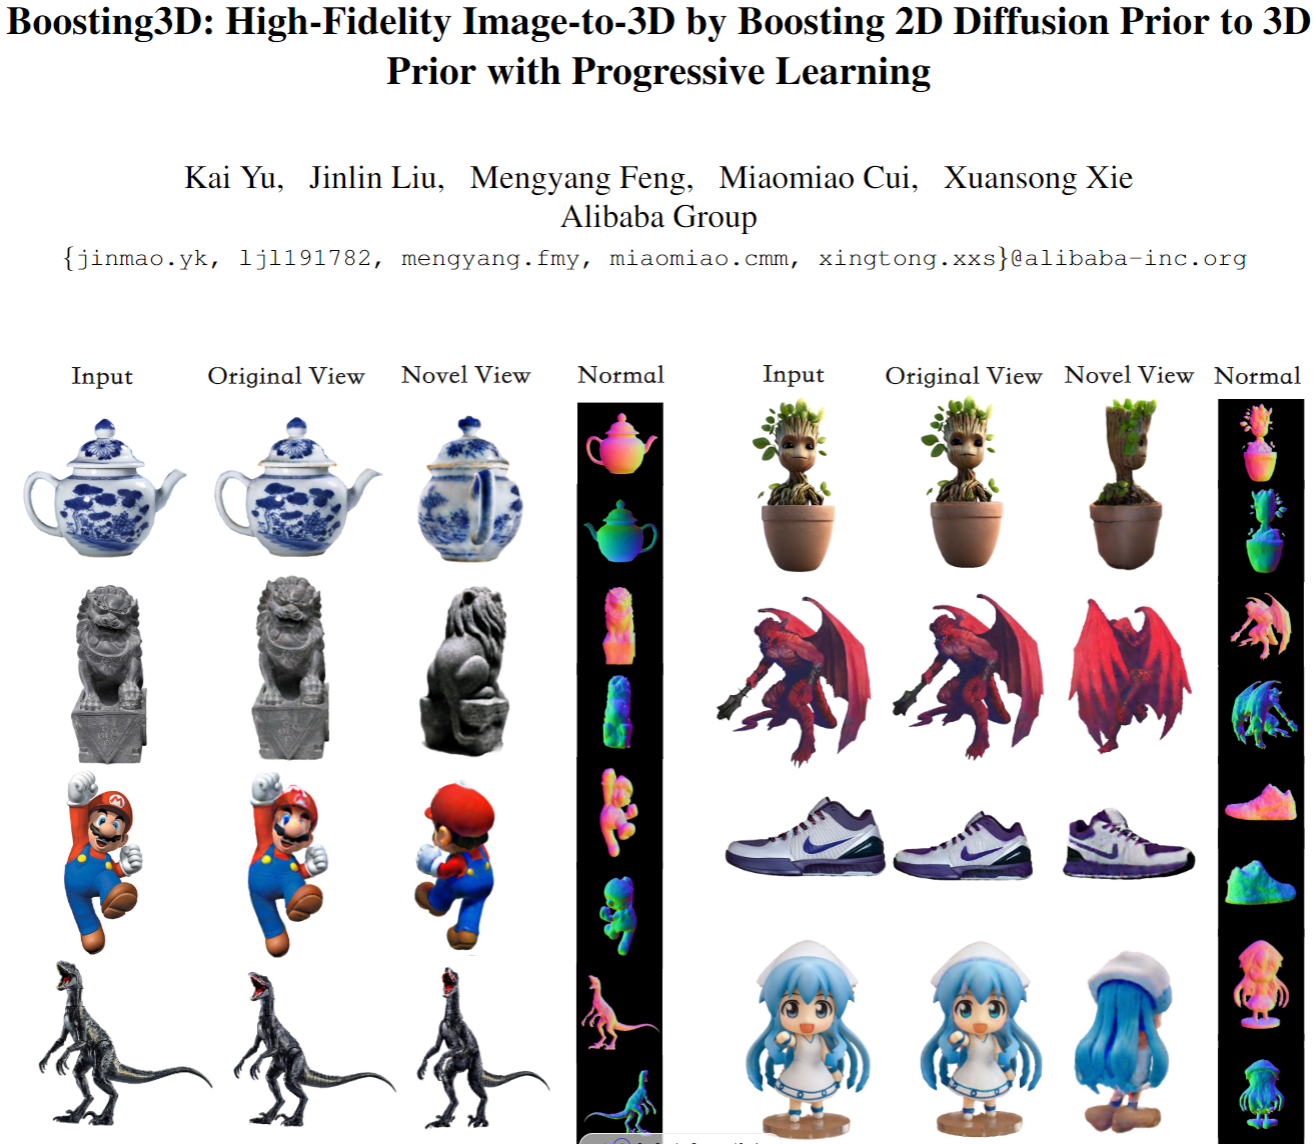 Boosting3D: High-Fidelity Image-to-3D by Boosting 2D Diffusion Prior to 3D
Prior with Progressive Learning
Kai Yu, Jinlin Liu, Mengyang Feng, Miaomiao Cui, Xuansong Xie
Alibaba Group
{jinmao.yk, ljl191782, mengyang.fmy, miaomiao.cmm, xingtong.xxs}@alibaba-inc.org
Input Original View Novel View Normal Input Original View Novel View Normal
M